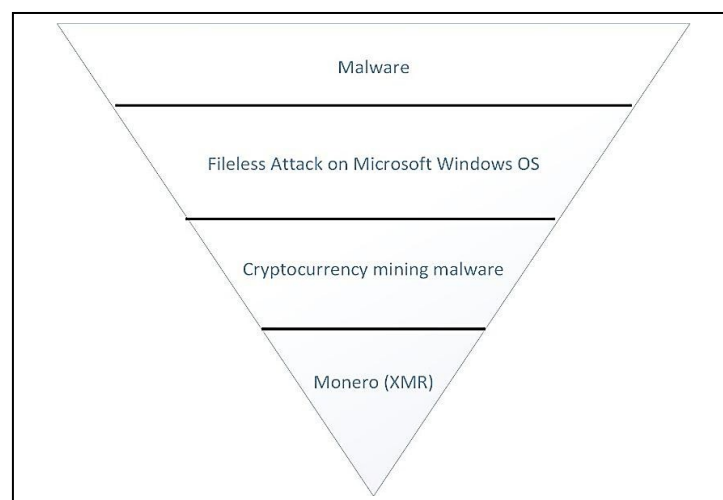 Malware
Fileless Attack on Microsoft Windows OS
Cryptocurrency mining malware
Monero (XMR)